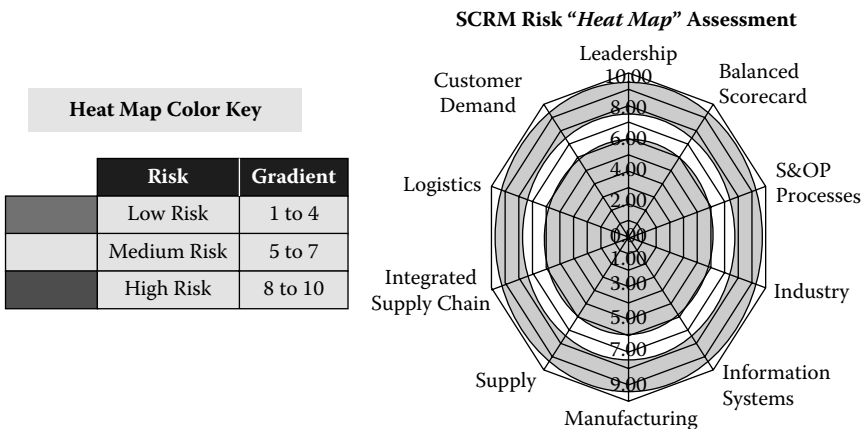 SCRM Risk “Heat Map” Assessment
Heat Map Color Key
Risk Gradient
Low Risk 1 to 4
Medium Risk 5 to 7
High Risk 8 to 10
Leadership
Balanced
Scorecard
S&OP
Processes
Industry
Information
Systems
Manufacturing
Supply
Integrated
Supply Chain
Logistics
Customer
Demand
10.00
8.00
6.00
4.00
2.00
0.00
1.00
3.00
5.00
7.00
9.00